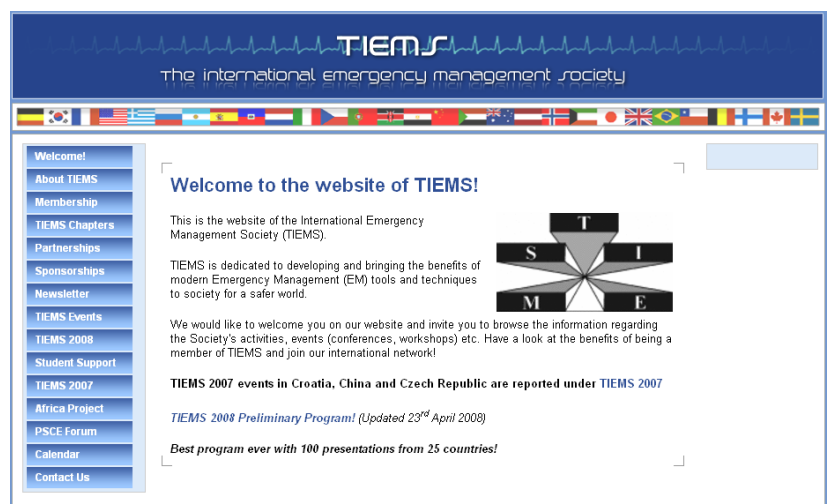 TIEMS
The international emergency management society
Welcome!
About TIEMS
Membership
TIEMS Chapters
Partnerships
Sponsorships
Newsletter
TIEMS Events
TIEMS 2008
Student Support
TIEMS 2007
Africa Project
PSCE Forum
Calendar
Contact Us
Welcome to the website of TIEMS!
This is the website of the International Emergency
Management Society (TIEMS).
TIEMS is dedicated to developing and bringing the benefits of
modern Emergency Management (EM) tools and techniques
to society for a safer world.
T
S I
M E
We would like to welcome you on our website and invite you to browse the information regarding
the Society's activities, events (conferences, workshops) etc. Have a look at the benefits of being a
member of TIEMS and join our international network!
TIEMS 2007 events in Croatia, China and Czech Republic are reported under TIEMS 2007
TIEMS 2008 Preliminary Program! (Updated 23rd April 2008)
Best program ever with 100 presentations from 25 countries!